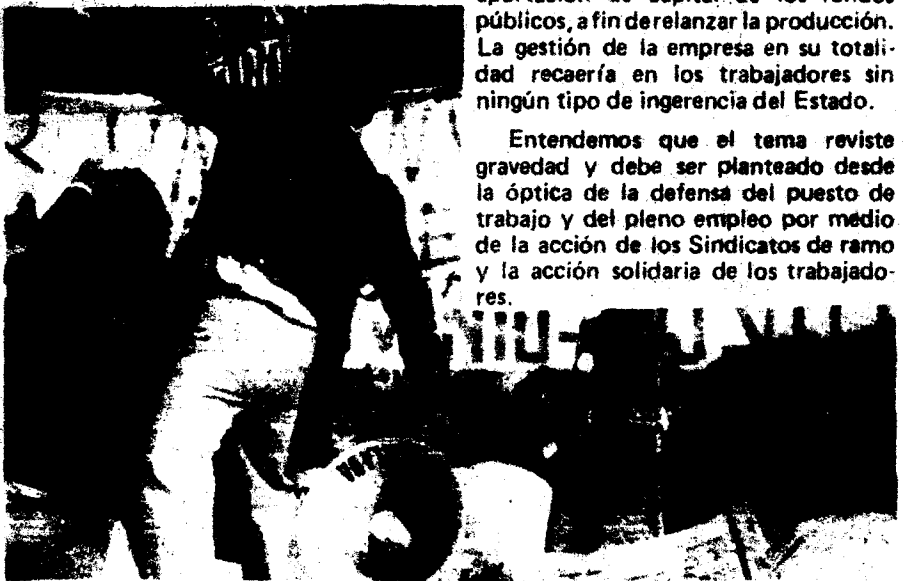 públicos, a fin de relanzar la producción.
La gestión de la empresa en su totali-
dad recaería en los trabajadores sin
ningún tipo de ingerencia del Estado.
Entendemos que el tema reviste
gravedad y debe ser planteado desde
la óptica de la defensa del puesto de
trabajo y del pleno empleo por medio
de la acción de los Sindicatos de ramo
y la acción solidaria de los trabajado-
res.